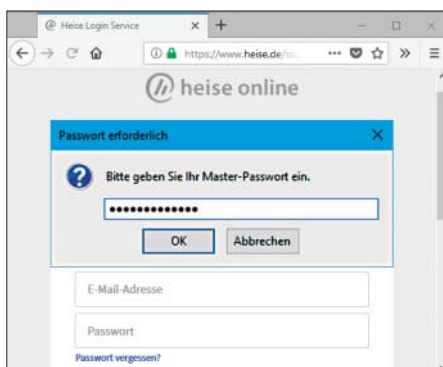 Heise Login Service
https://www.heise.de/
heise online
Passwort erforderlich
Bitte geben Sie Ihr Master-Passwort ein.
OK Abbrechen
E-Mail-Adresse
Passwort
Passwort vergessen?